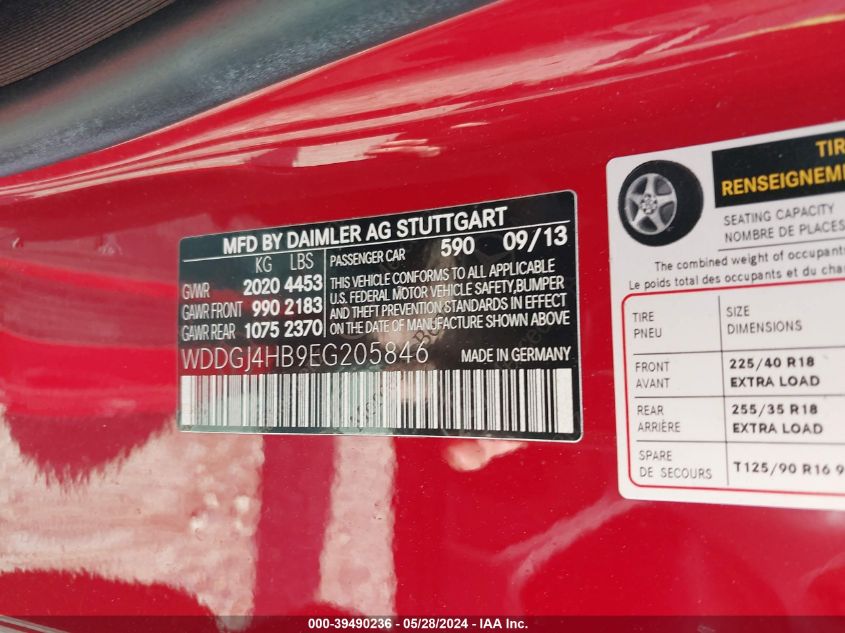 MFD BY DAIMLER AG STUTTGART
KG LBS PASSENGER CAR 590 09/13
GVWR 2020 4453
GAWR FRONT 990 2183
GAWR REAR 1075 2370
THIS VEHICLE CONFORMS TO ALL APPLICABLE
U.S. FEDERAL MOTOR VEHICLE SAFETY, BUMPER
AND THEFT PREVENTION STANDARDS IN EFFECT
ON THE DATE OF MANUFACTURE SHOWN ABOVE
WDDGJ4HB9EG205846 MADE IN GERMANY
TIR
RENSEIGNEME
SEATING CAPACITY
NOMBRE DE PLACES
The combined weight of occupants
Le poids total des occupants et du cha
TIRE SIZE
PNEU DIMENSIONS
FRONT 225/40 R18
AVANT EXTRA LOAD
REAR 255/35 R18
ARRIÈRE EXTRA LOAD
SPARE T125/90 R16 9
DE SECOURS
000-39490236 - 05/28/2024 - IAA Inc.